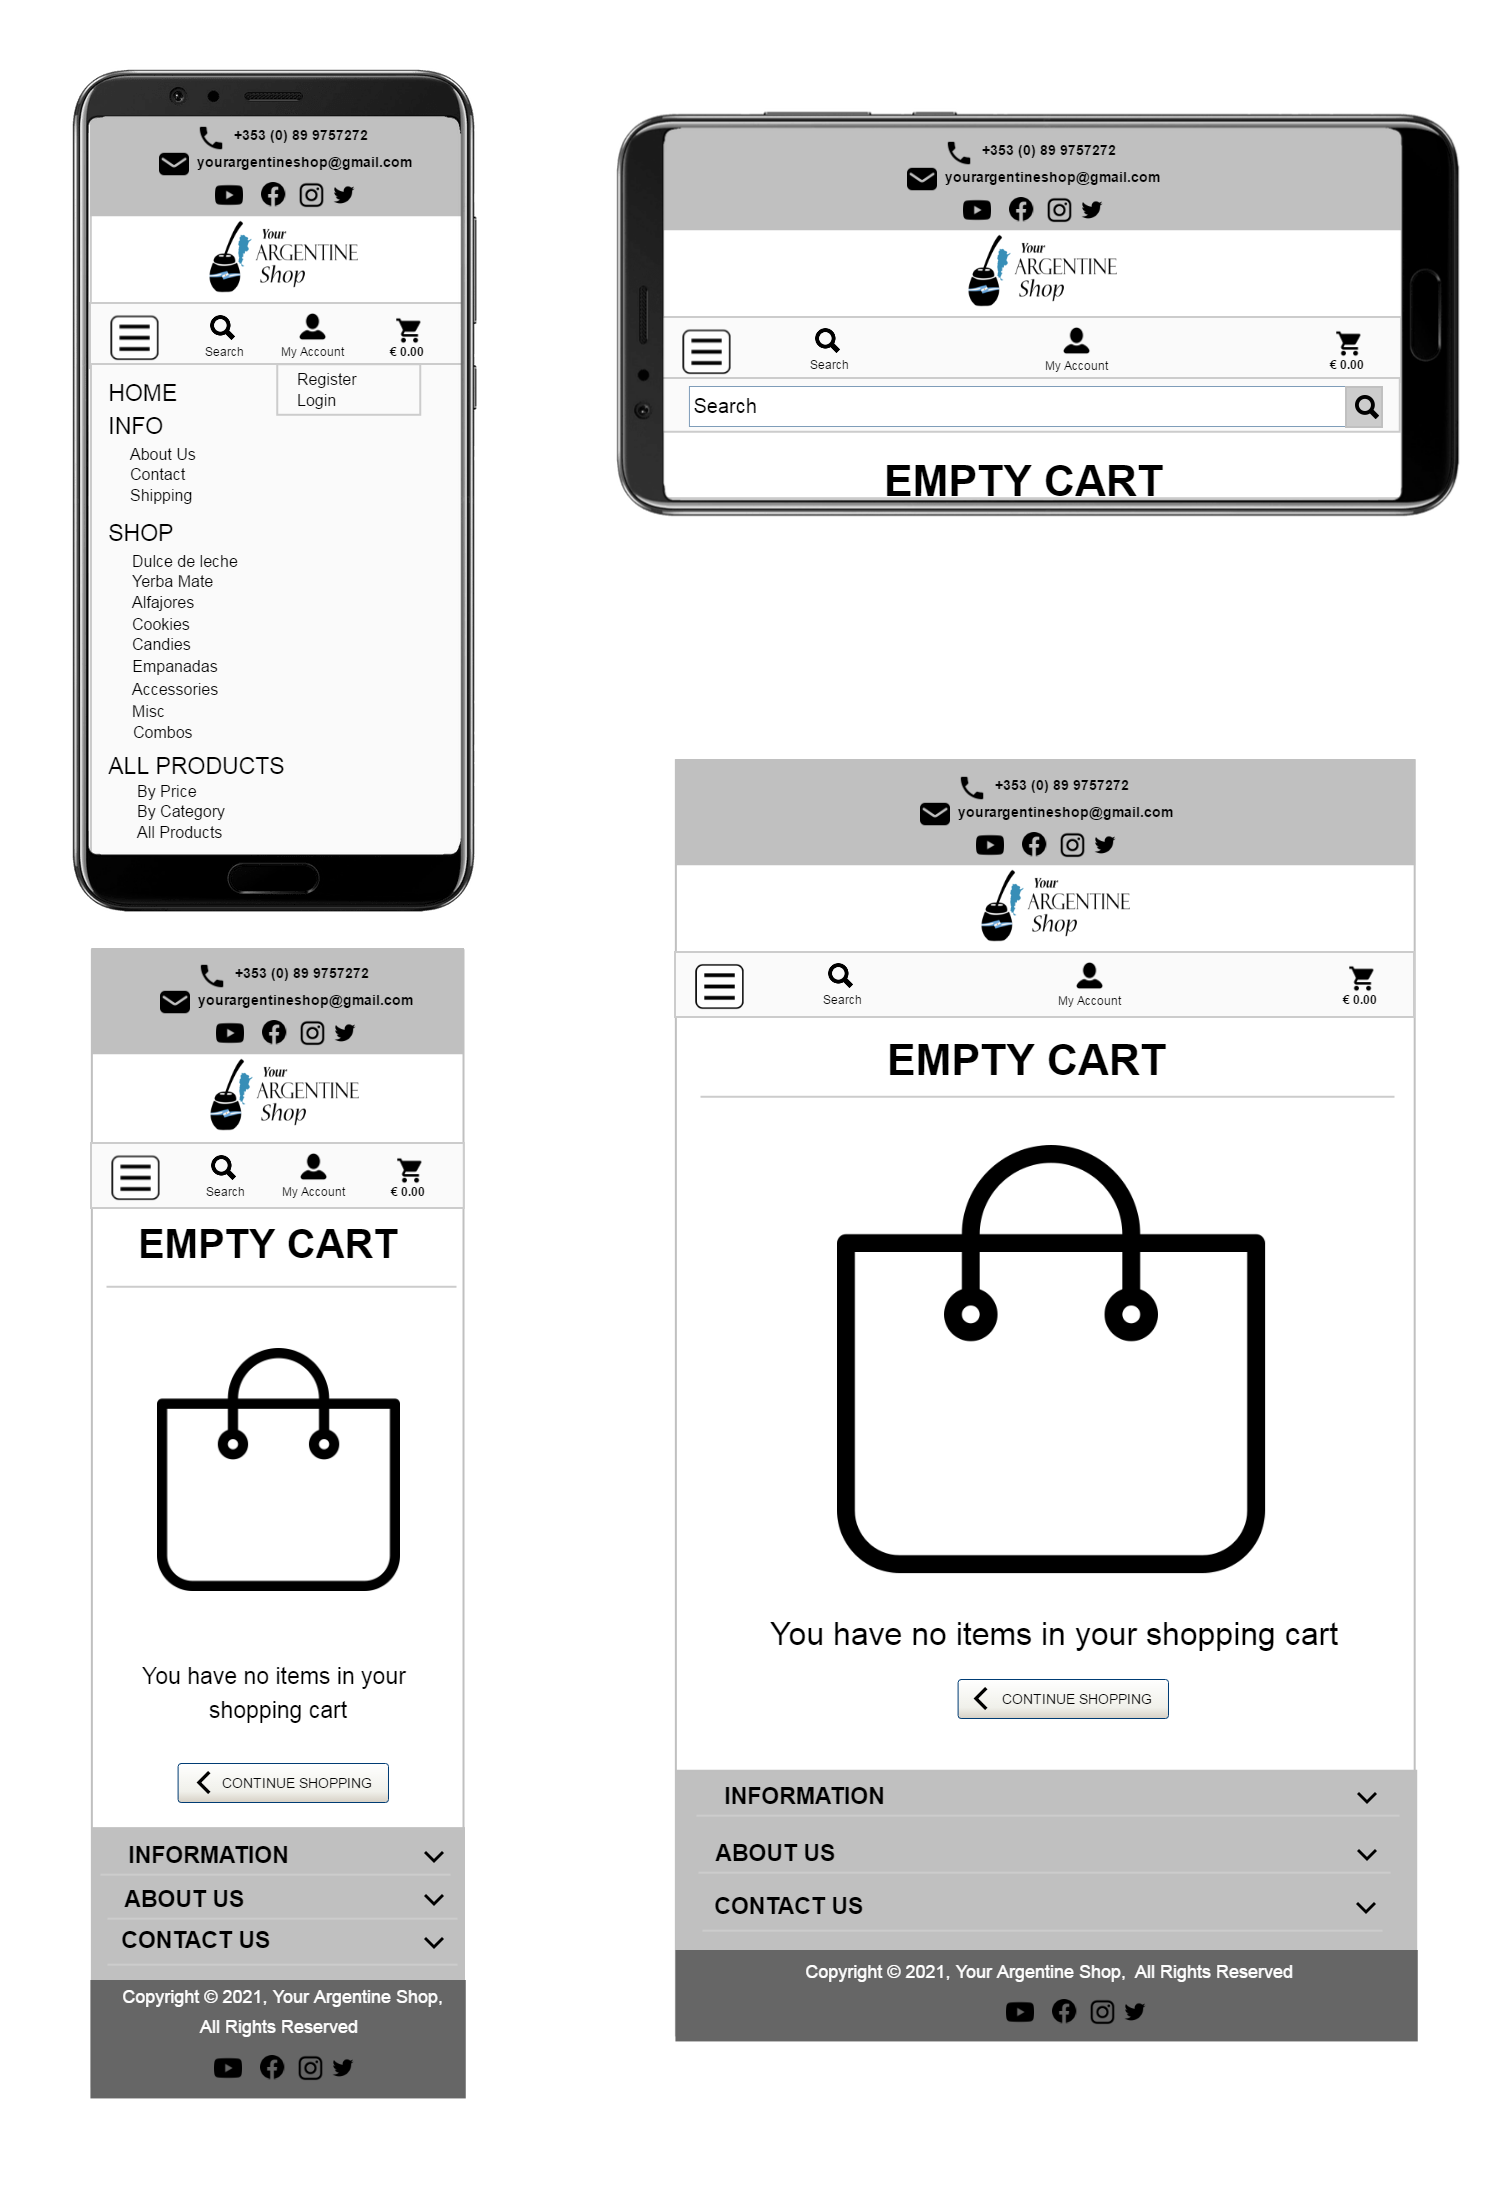 +353 (0) 89 9757272
yourargentineshop@gmail.com
Your
ARGENTINE
Shop
Search
My Account
€ 0.00
Register
Login
HOME
INFO
About Us
Contact
Shipping
SHOP
Dulce de leche
Yerba Mate
Alfajores
Cookies
Candies
Empanadas
Accessories
Misc
Combos
ALL PRODUCTS
By Price
By Category
All Products
+353 (0) 89 9757272
yourargentineshop@gmail.com
Your
ARGENTINE
Shop
Search
My Account
€ 0.00
Search
EMPTY CART
+353 (0) 89 9757272
yourargentineshop@gmail.com
Your
ARGENTINE
Shop
Search
My Account
€ 0.00
EMPTY CART
You have no items in your
shopping cart
CONTINUE SHOPPING
INFORMATION
ABOUT US
CONTACT US
Copyright © 2021, Your Argentine Shop,
All Rights Reserved
+353 (0) 89 9757272
yourargentineshop@gmail.com
Your
ARGENTINE
Shop
Search
My Account
€ 0.00
EMPTY CART
You have no items in your shopping cart
CONTINUE SHOPPING
INFORMATION
ABOUT US
CONTACT US
Copyright © 2021, Your Argentine Shop,  All Rights Reserved